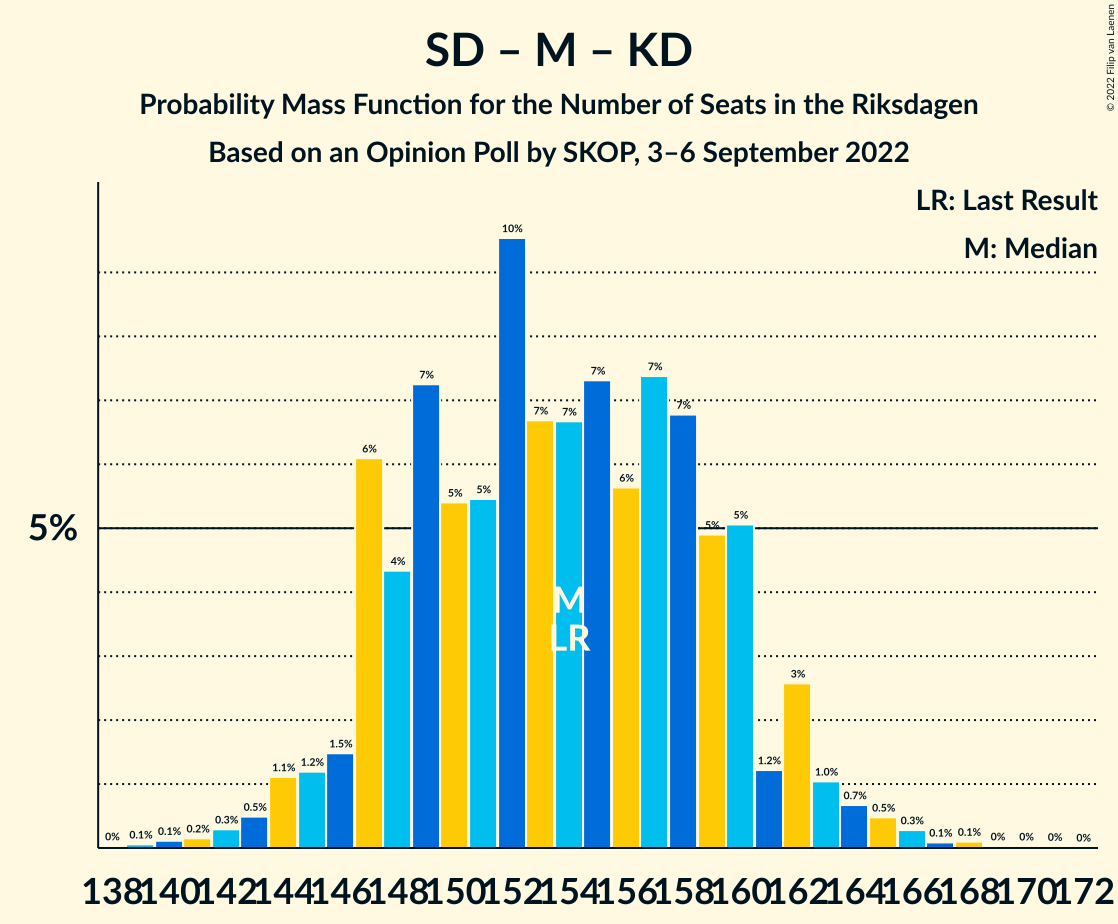 SD – M – KD
Probability Mass Function for the Number of Seats in the Riksdagen
Based on an Opinion Poll by SKOP, 3–6 September 2022
© 2022 Filip van Laenen
LR: Last Result
M: Median
5%
0% 0.1% 0.1% 0.2% 0.3% 0.5% 1.1% 1.2% 1.5% 6% 4% 7% 5% 5% 10% 7% 7% 7% 6% 7% 7% 5% 5% 1.2% 3% 1.0% 0.7% 0.5% 0.3% 0.1% 0.1% 0% 0% 0% 0%
M
LR
138 140 142 144 146 148 150 152 154 156 158 160 162 164 166 168 170 172